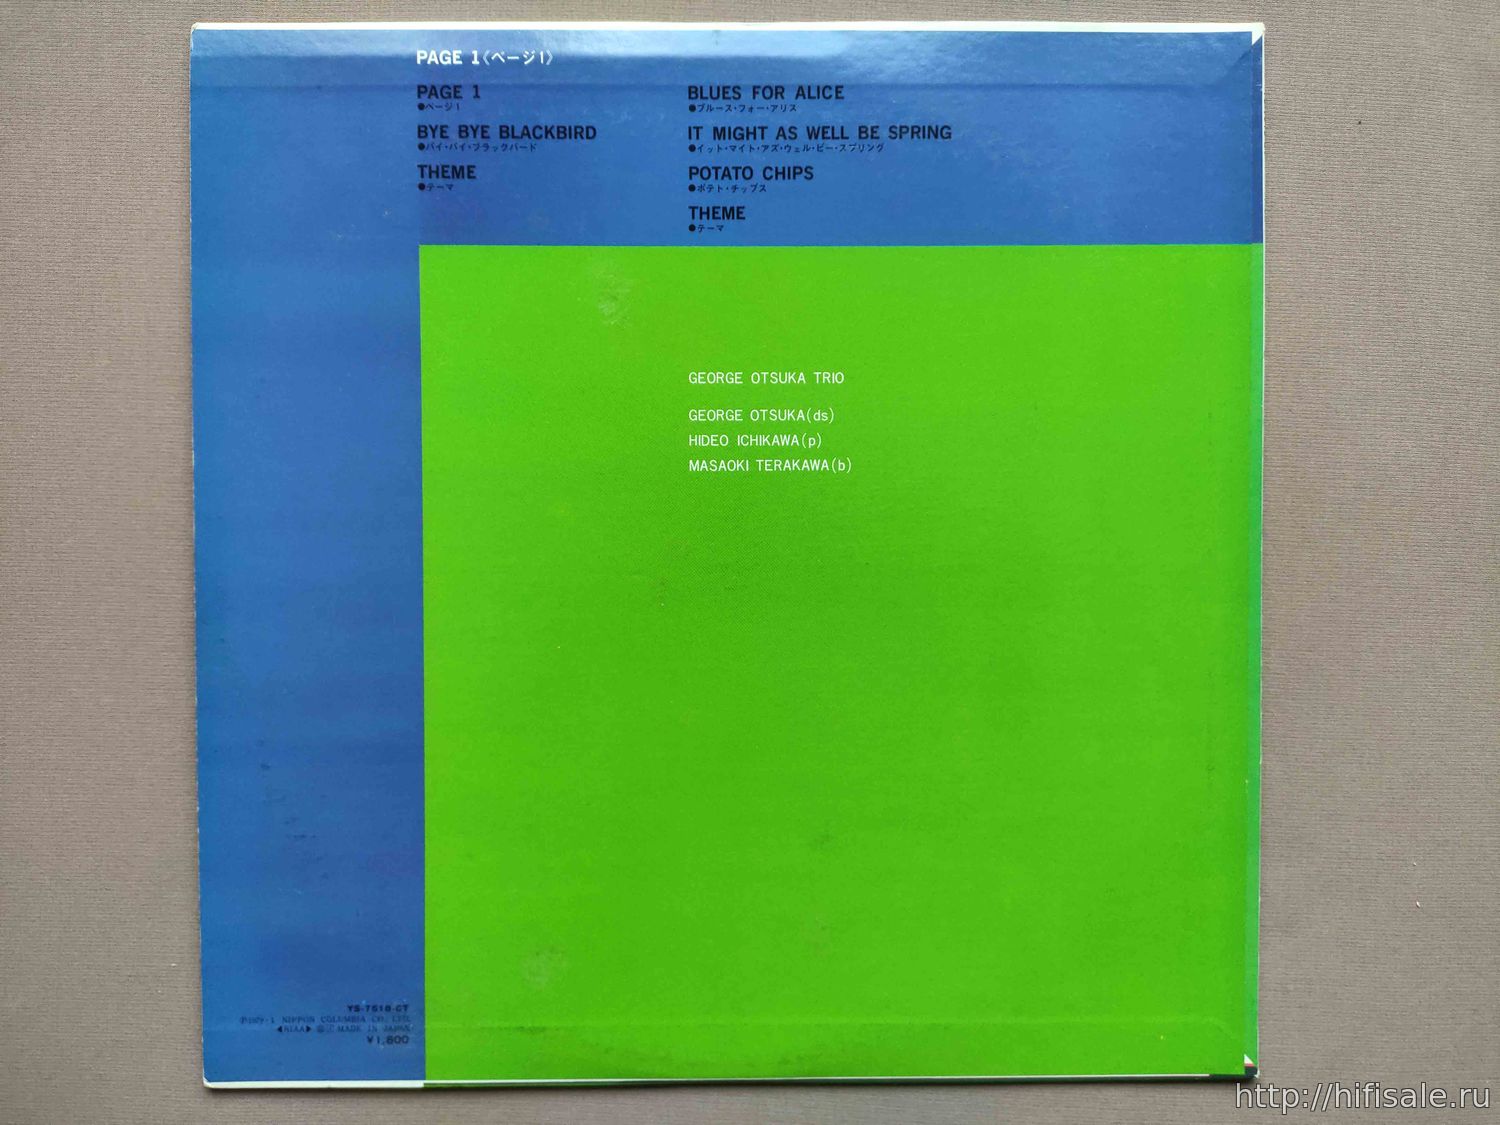 PAGE 1《ページ1》
PAGE 1
●ページ1
BYE BYE BLACKBIRD
●バイ・バイ・ブラックバード
THEME
●テーマ
BLUES FOR ALICE
●ブルース・フォー・アリス
IT MIGHT AS WELL BE SPRING
●イット・マイト・アズ・ウェル・ビー・スプリング
POTATO CHIPS
●ポテト・チップス
THEME
●テーマ
GEORGE OTSUKA TRIO
GEORGE OTSUKA(ds)
HIDEO ICHIKAWA(p)
MASAOKI TERAKAWA(b)
YS-7518-CT
NIPPON COLUMBIA CO., LTD.
◀RIAA▶ MADE IN JAPAN
¥1,800
http://hifisale.ru